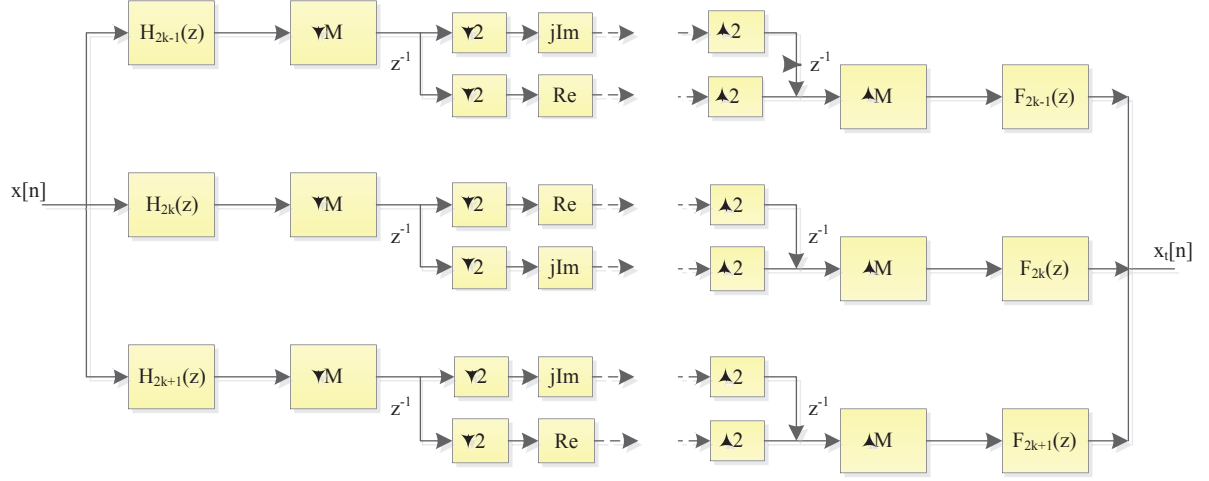 H2k-1(z) ▼M ▼2 jIm ▲2
z-1 z-1
▼2 Re ▲2 ▲M F2k-1(z)
x[n] H2k(z) ▼M ▼2 Re ▲2
z-1 z-1
▼2 jIm ▲2 ▲M F2k(z) xt[n]
H2k+1(z) ▼M ▼2 jIm ▲2
z-1 z-1
▼2 Re ▲2 ▲M F2k+1(z)